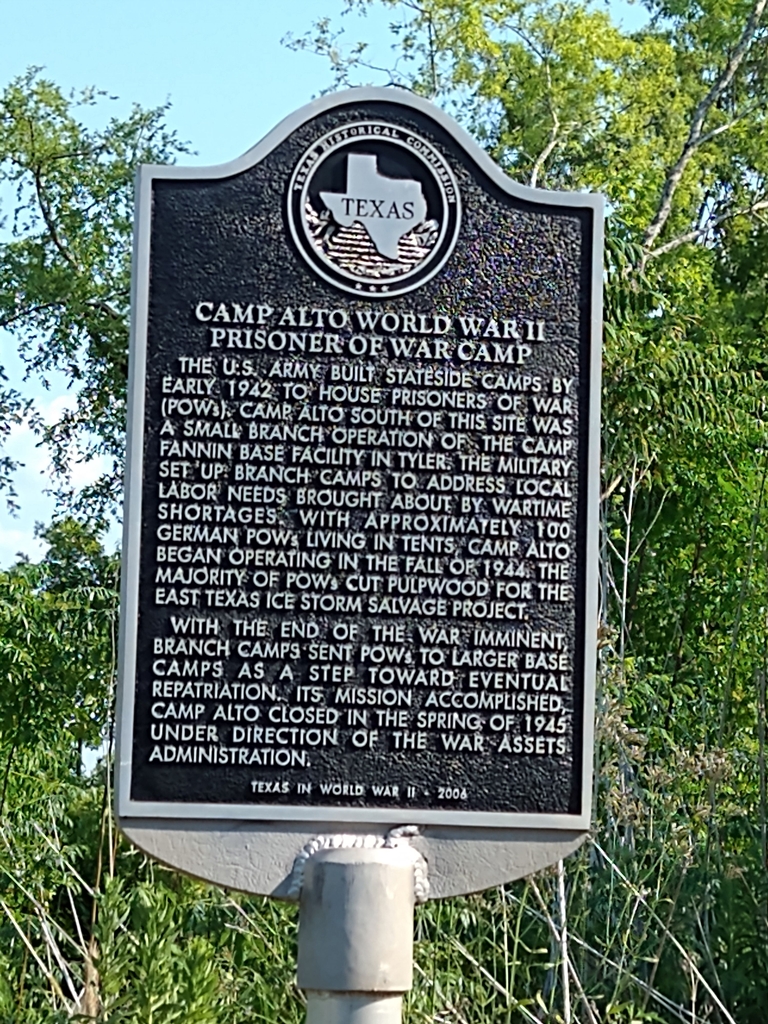 TEXAS HISTORICAL COMMISSION
TEXAS
CAMP ALTO WORLD WAR II
PRISONER OF WAR CAMP
THE U.S. ARMY BUILT STATESIDE CAMPS BY
EARLY 1942 TO HOUSE PRISONERS OF WAR
(POWs). CAMP ALTO SOUTH OF THIS SITE WAS
A SMALL BRANCH OPERATION OF THE CAMP
FANNIN BASE FACILITY IN TYLER. THE MILITARY
SET UP BRANCH CAMPS TO ADDRESS LOCAL
LABOR NEEDS BROUGHT ABOUT BY WARTIME
SHORTAGES. WITH APPROXIMATELY 100
GERMAN POWs LIVING IN TENTS, CAMP ALTO
BEGAN OPERATING IN THE FALL OF 1944. THE
MAJORITY OF POWs CUT PULPWOOD FOR THE
EAST TEXAS ICE STORM SALVAGE PROJECT.
WITH THE END OF THE WAR IMMINENT,
BRANCH CAMPS SENT POWs TO LARGER BASE
CAMPS AS A STEP TOWARD EVENTUAL
REPATRIATION. ITS MISSION ACCOMPLISHED,
CAMP ALTO CLOSED IN THE SPRING OF 1945
UNDER DIRECTION OF THE WAR ASSETS
ADMINISTRATION.
TEXAS IN WORLD WAR II - 2006